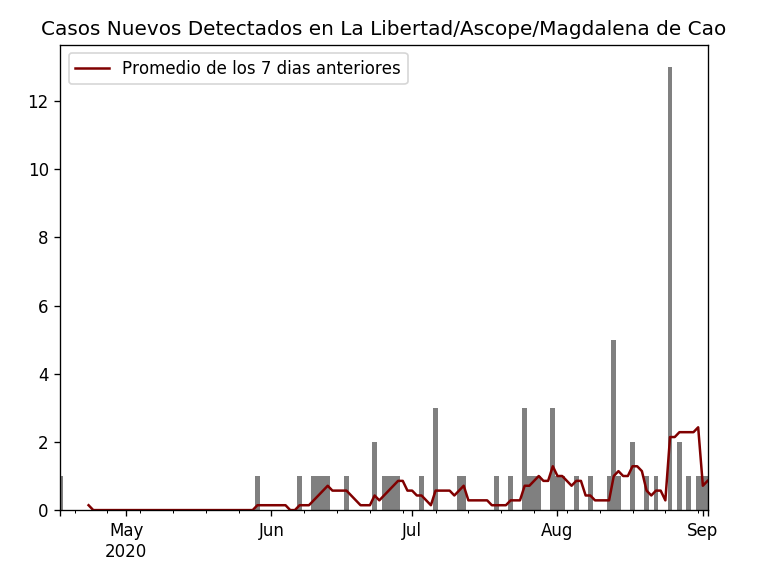 Casos Nuevos Detectados en La Libertad/Ascope/Magdalena de Cao
Promedio de los 7 dias anteriores
12
10
8
6
4
2
0
May Jun Jul Aug Sep
2020